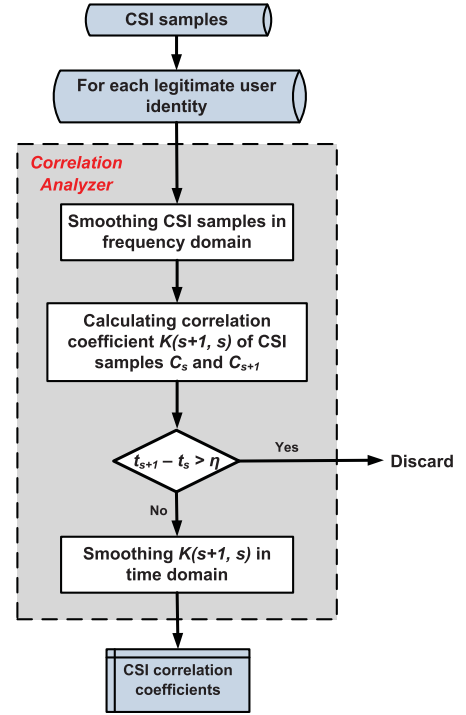 CSI samples
For each legitimate user
identity
Correlation
Analyzer
Smoothing CSI samples in
frequency domain
Calculating correlation
coefficient K(s+1, s) of CSI
samples Cs and Cs+1
ts+1 – ts > η
Yes
Discard
No
Smoothing K(s+1, s) in
time domain
CSI correlation
coefficients